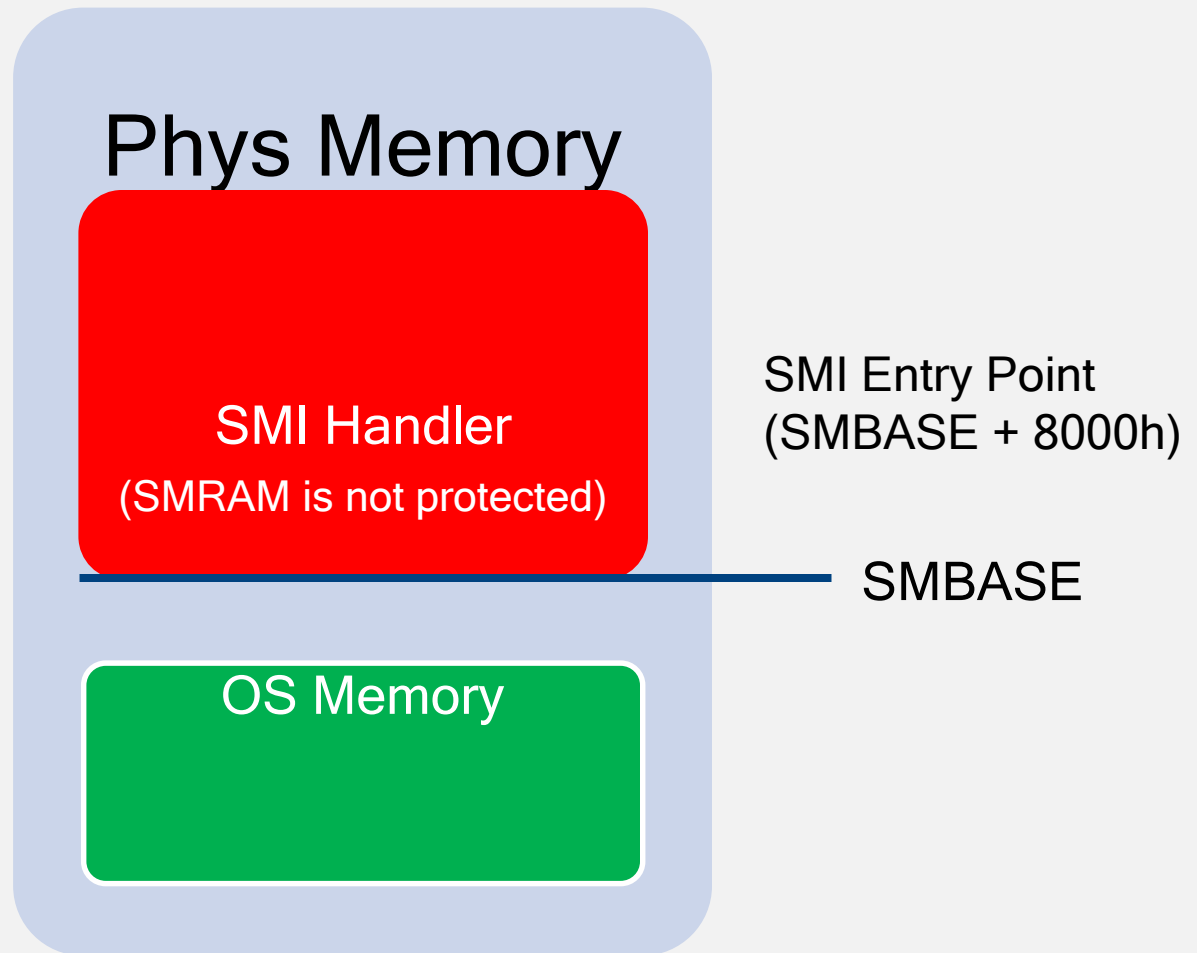 Phys Memory
SMI Handler
(SMRAM is not protected)
SMI Entry Point
(SMBASE + 8000h)
SMBASE
OS Memory